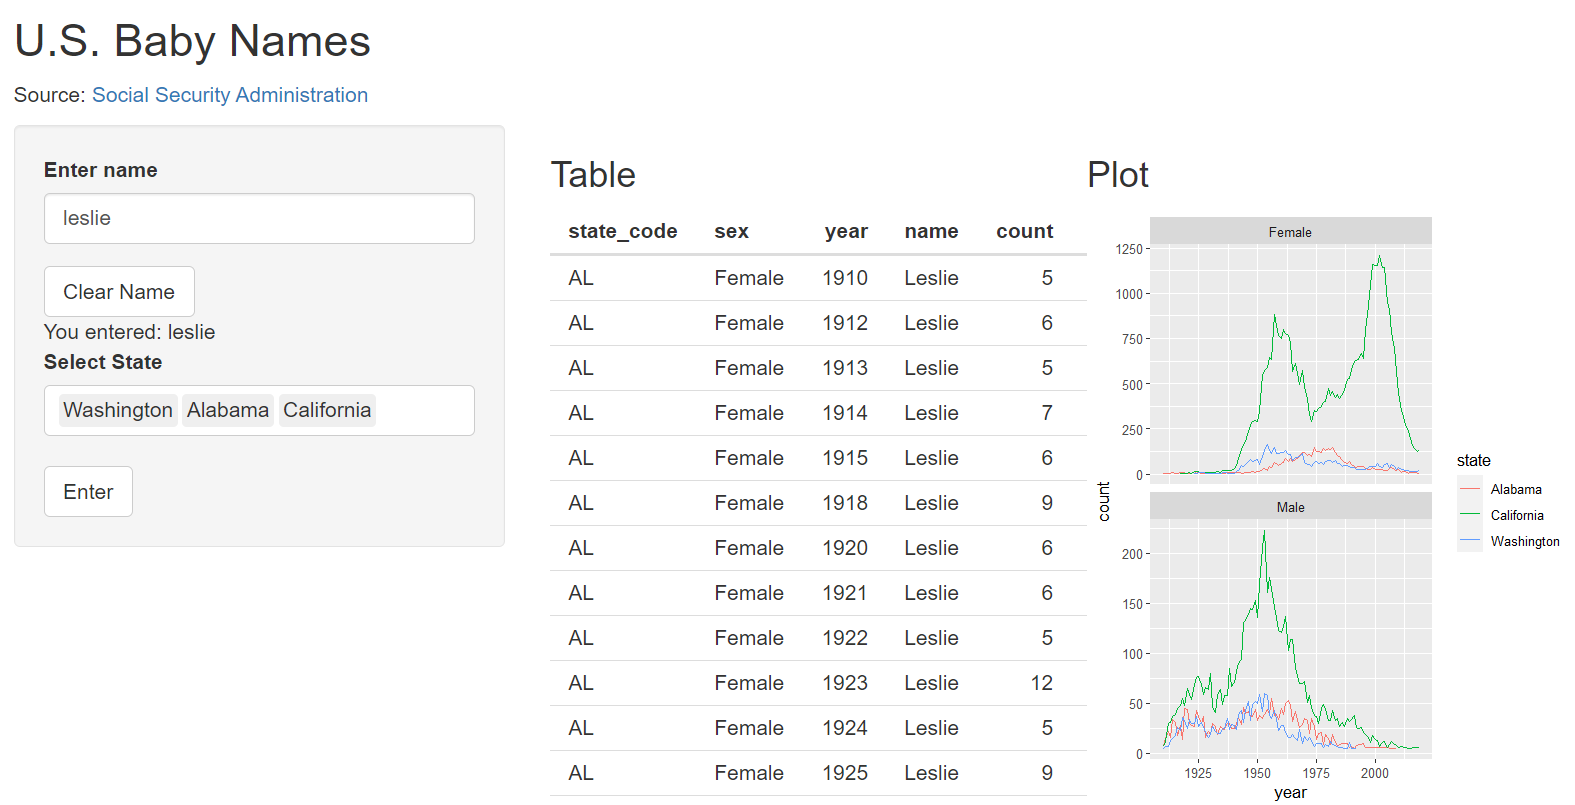 U.S. Baby Names
Source: Social Security Administration
Enter name
leslie
Clear Name
You entered: leslie
Select State
Washington Alabama California
Enter
Table
state_code sex year name count
AL Female 1910 Leslie 5
AL Female 1912 Leslie 6
AL Female 1913 Leslie 5
AL Female 1914 Leslie 7
AL Female 1915 Leslie 6
AL Female 1918 Leslie 9
AL Female 1920 Leslie 6
AL Female 1921 Leslie 6
AL Female 1922 Leslie 5
AL Female 1923 Leslie 12
AL Female 1924 Leslie 5
AL Female 1925 Leslie 9
Plot
Female
1250
1000
750
500
250
0
count
Male
200
150
100
50
0
1925 1950 1975 2000
year
state
Alabama
California
Washington